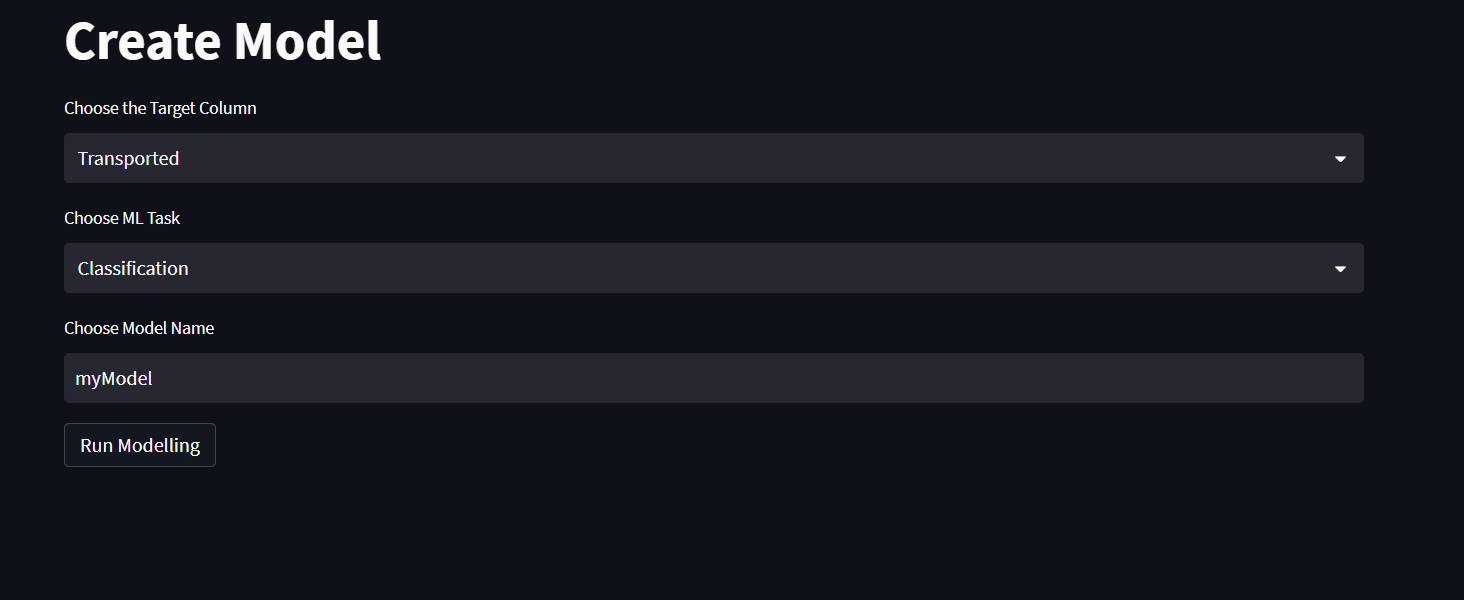 Create Model
Choose the Target Column
Transported
Choose ML Task
Classification
Choose Model Name
myModel
Run Modelling